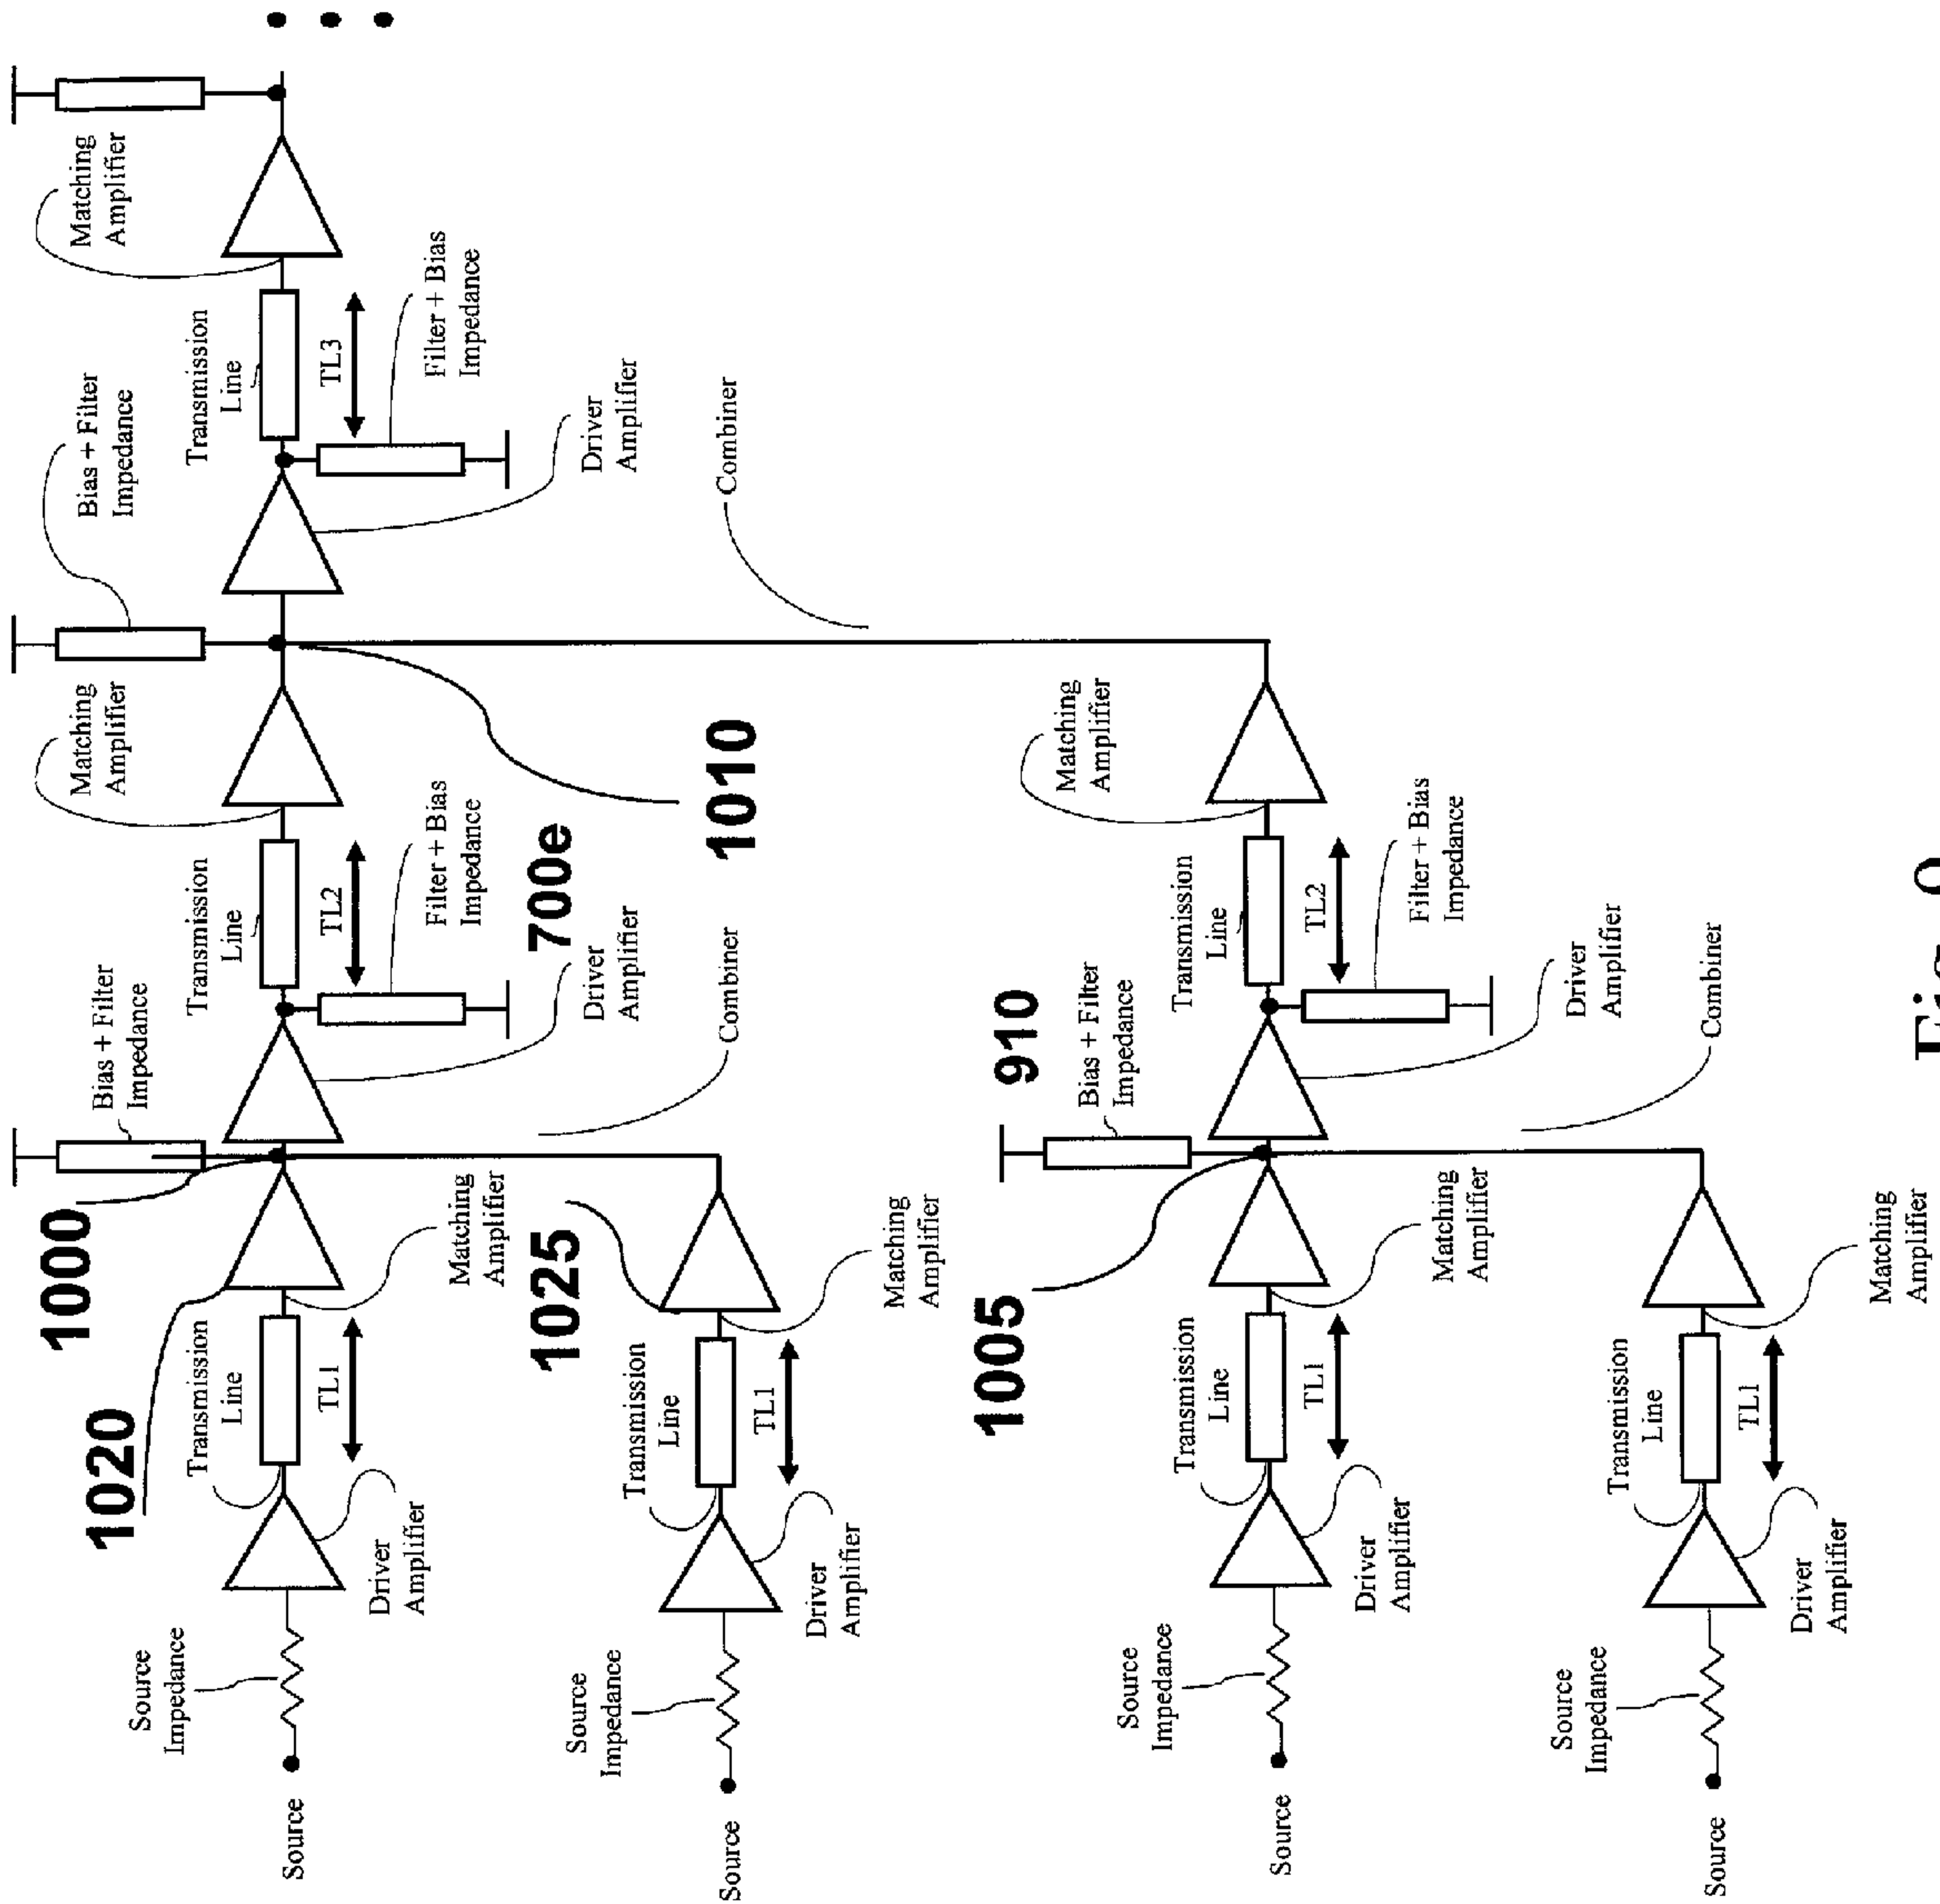 Source
Source
Impedance
Driver
Amplifier
1020
Transmission
Line
TL1
1000
Matching
Amplifier
Bias + Filter
Impedance
Driver
Amplifier
Transmission
Line
TL2
Filter + Bias
Impedance
700e
Matching
Amplifier
Bias + Filter
Impedance
1010
Driver
Amplifier
Transmission
Line
TL3
Filter + Bias
Impedance
Matching
Amplifier
Combiner
Combiner
Source
Source
Impedance
Driver
Amplifier
Transmission
Line
TL1
1025
Matching
Amplifier
Source
Source
Impedance
Driver
Amplifier
Transmission
Line
TL1
1005
Matching
Amplifier
Bias + Filter
Impedance
910
Driver
Amplifier
Transmission
Line
TL2
Filter + Bias
Impedance
Matching
Amplifier
Combiner
Source
Source
Impedance
Driver
Amplifier
Transmission
Line
TL1
Matching
Amplifier